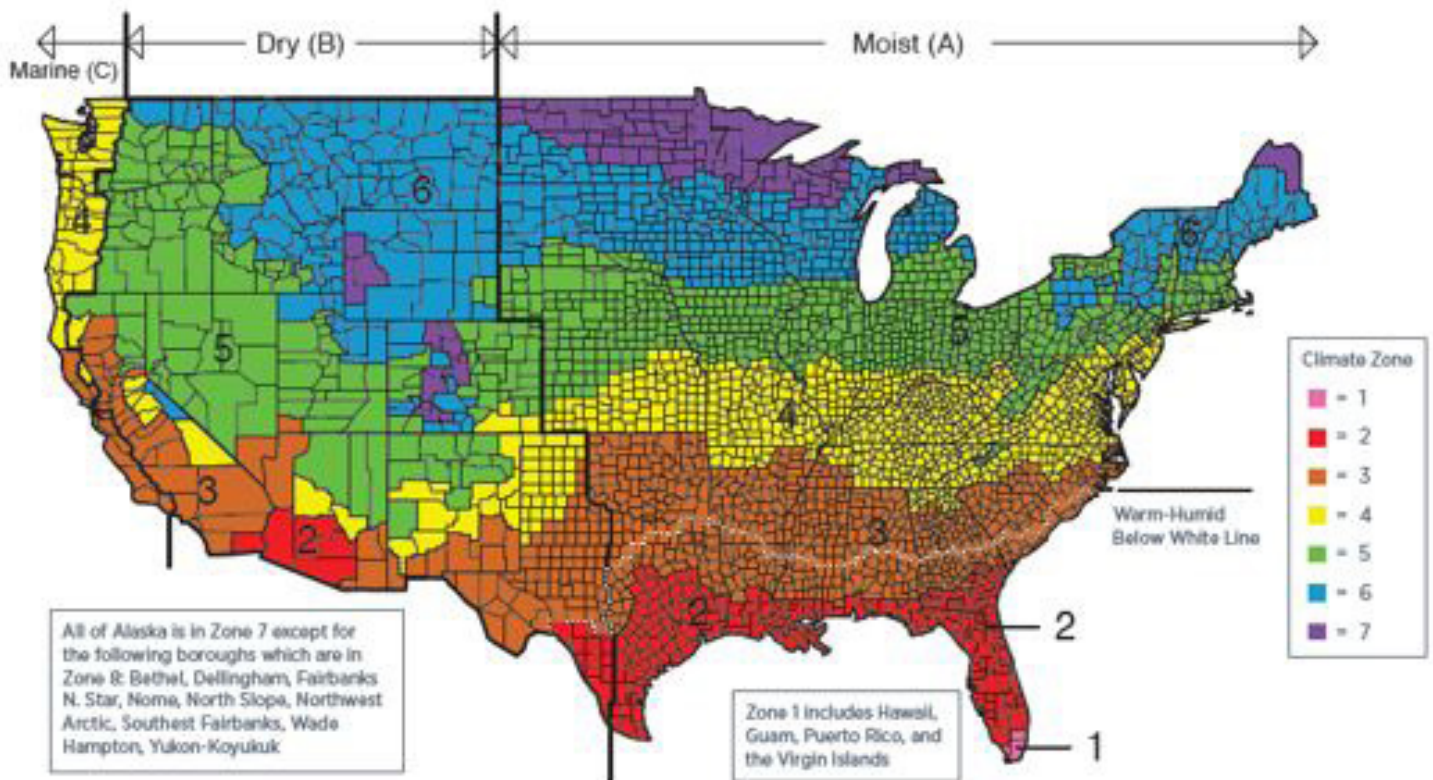 Marine (C)
Dry (B)
Moist (A)
4
6
7
6
5
5
4
3
2
3
2
2
1
Climate Zone
= 1
= 2
= 3
= 4
= 5
= 6
= 7
Warm-Humid
Below White Line
All of Alaska is in Zone 7 except for
the following boroughs which are in
Zone 8: Bethel, Dellingham, Fairbanks
N. Star, Nome, North Slope, Northwest
Arctic, Southest Fairbanks, Wade
Hampton, Yukon-Koyukuk
Zone 1 includes Hawaii,
Guam, Puerto Rico, and
the Virgin Islands